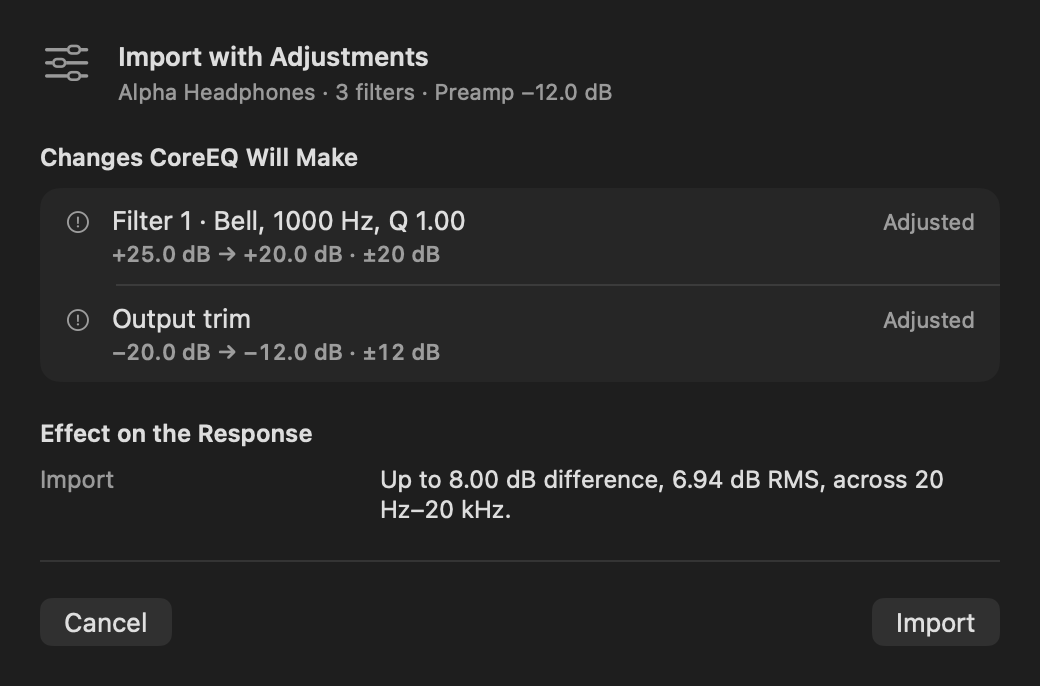 Import with Adjustments
Alpha Headphones · 3 filters · Preamp −12.0 dB
Changes CoreEQ Will Make
Filter 1 · Bell, 1000 Hz, Q 1.00
Adjusted
+25.0 dB → +20.0 dB · ±20 dB
Output trim
Adjusted
−20.0 dB → −12.0 dB · ±12 dB
Effect on the Response
Import
Up to 8.00 dB difference, 6.94 dB RMS, across 20
Hz–20 kHz.
Cancel
Import